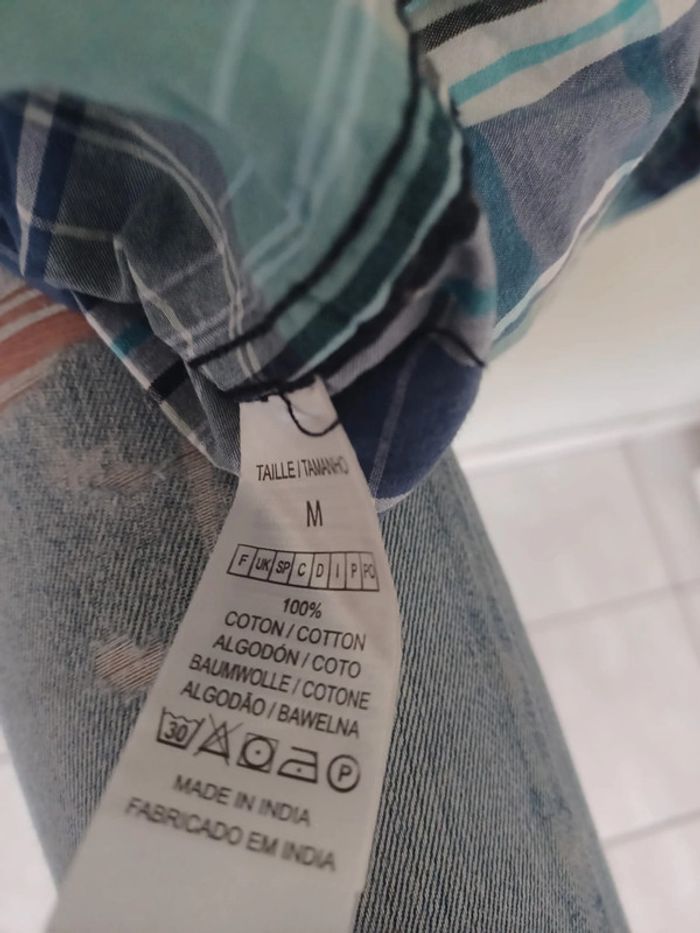 TAILLE / TAMANHO
M
F UK SP C D I P PO
100%
COTON / COTTON
ALGODÓN / COTO
BAUMWOLLE / COTONE
ALGODÃO / BAWELNA
30 P
MADE IN INDIA
FABRICADO EM INDIA